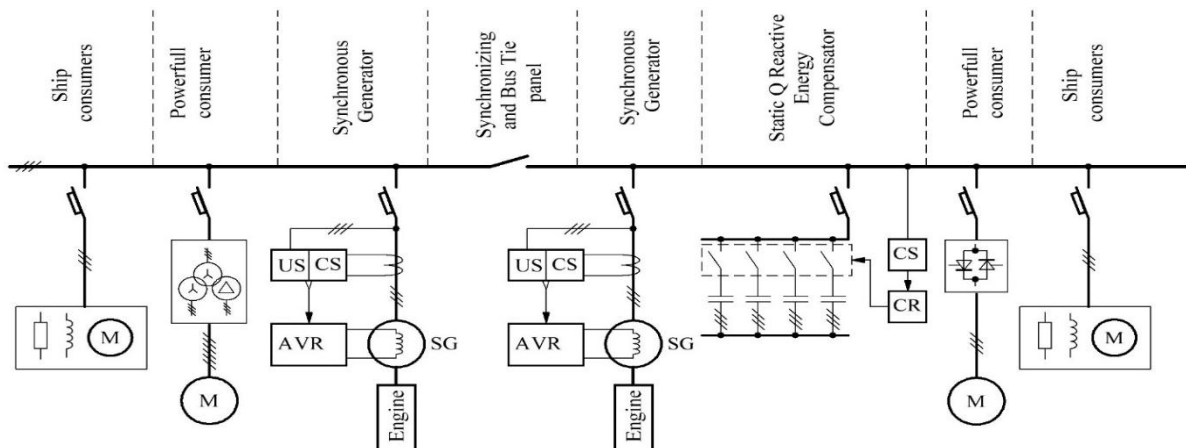 Ship
consumers
Powerfull
consumer
Synchronous
Generator
Synchronizing
and Bus Tie
panel
Synchronous
Generator
Static Q Reactive
Energy
Compensator
Powerfull
consumer
Ship
consumers
US CS
US CS
CS
CR
M
AVR
SG
AVR
SG
M
M
Engine
Engine
M